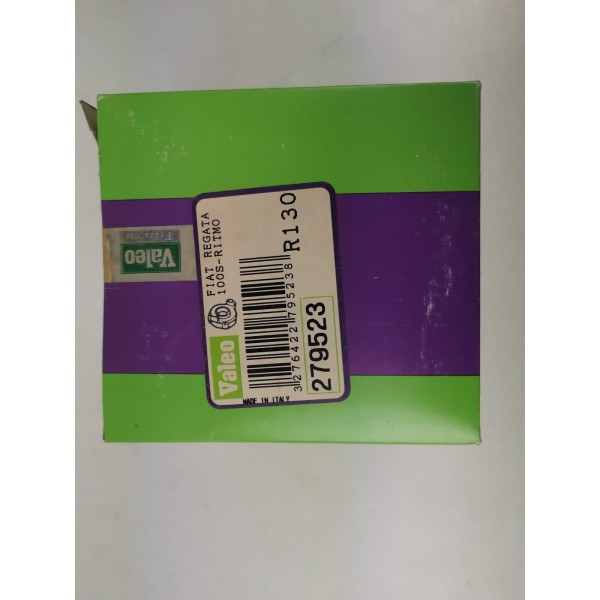 Valeo
FIAT REGATA
100S-RITMO
R130
3276422795238
279523
MADE IN ITALY
Valeo